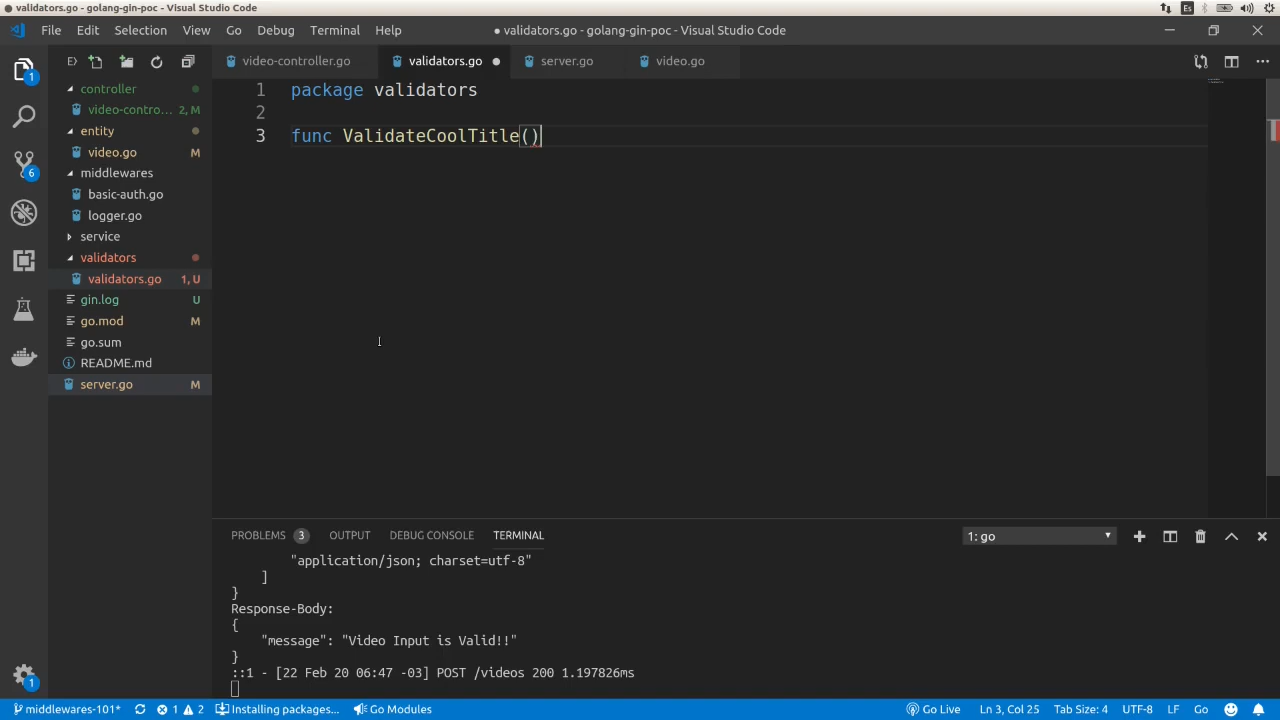 validators.go - golang-gin-poc - Visual Studio Code
Es
File Edit Selection View Go Debug Terminal Help
● validators.go - golang-gin-poc - Visual Studio Code
video-controller.go validators.go server.go video.go
controller
video-contro... 2, M
entity
video.go M
middlewares
basic-auth.go
logger.go
service
validators
validators.go 1, U
gin.log U
go.mod M
go.sum
README.md
server.go M
1 package validators
2
3 func ValidateCoolTitle()
1
6
1
PROBLEMS 3 OUTPUT DEBUG CONSOLE TERMINAL
1: go
"application/json; charset=utf-8"
]
}
Response-Body:
{
"message": "Video Input is Valid!!"
}
::1 - [22 Feb 20 06:47 -03] POST /videos 200 1.197826ms
middlewares-101* 1 2 Installing packages... Go Modules Go Live Ln 3, Col 25 Tab Size: 4 UTF-8 LF Go